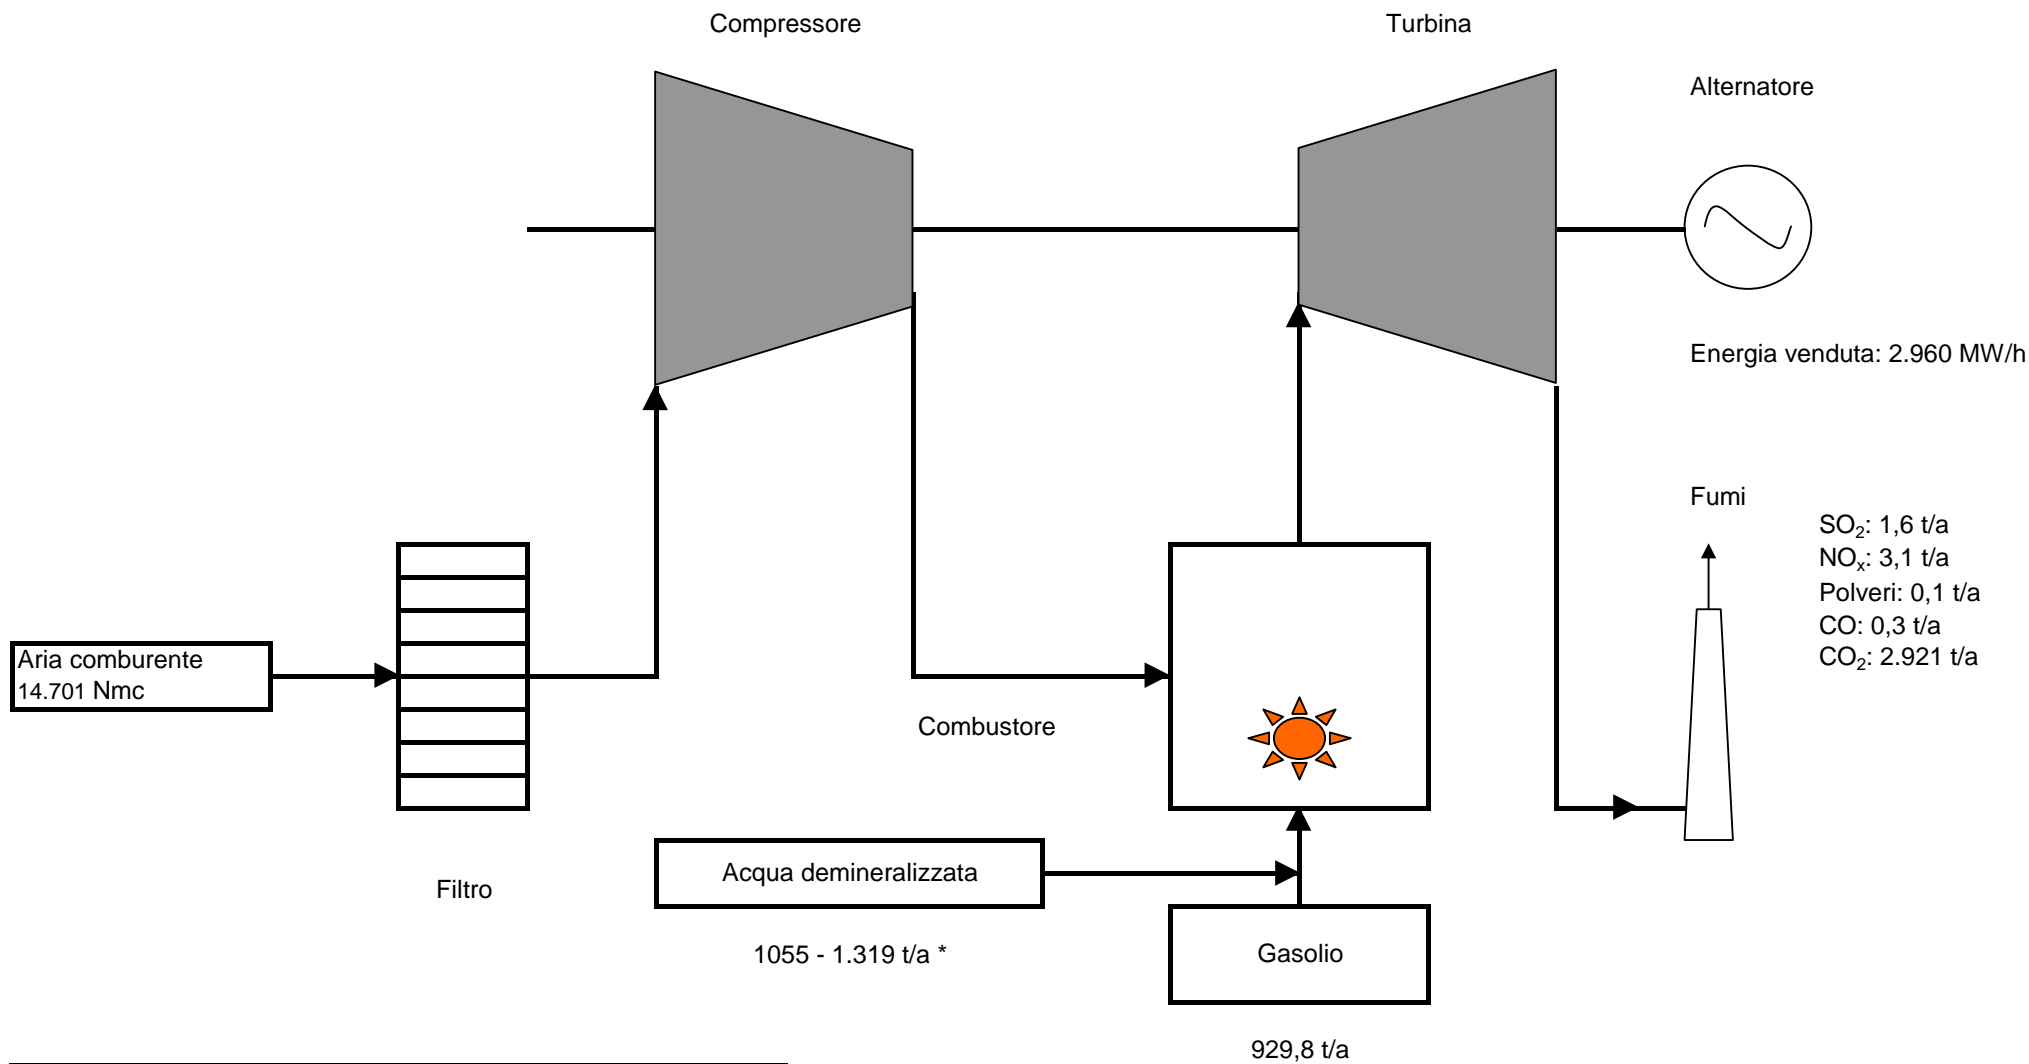 Compressore
Turbina
Alternatore
Energia venduta: 2.960 MW/h
Fumi
SO₂: 1,6 t/a
NOₓ: 3,1 t/a
Polveri: 0,1 t/a
CO: 0,3 t/a
CO₂: 2.921 t/a
Aria comburente
14.701 Nmc
Combustore
Filtro
Acqua demineralizzata
1055 - 1.319 t/a *
Gasolio
929,8 t/a